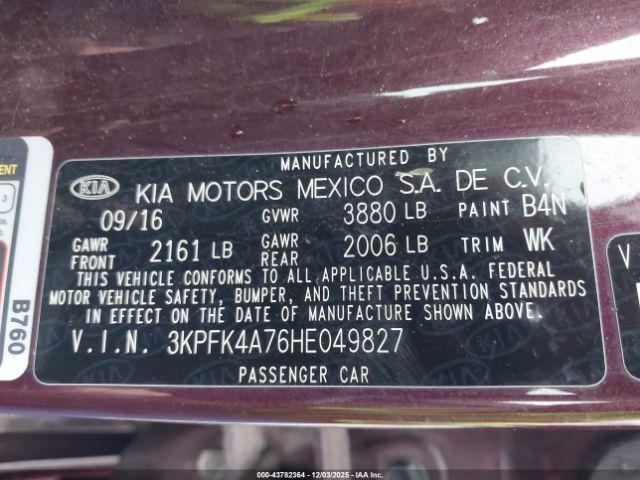 MANUFACTURED BY
KIA KIA MOTORS MEXICO S.A. DE C.V.
09/16 GVWR 3880 LB PAINT B4N
GAWR FRONT 2161 LB GAWR REAR 2006 LB TRIM WK
THIS VEHICLE CONFORMS TO ALL APPLICABLE U.S.A. FEDERAL
MOTOR VEHICLE SAFETY, BUMPER, AND THEFT PREVENTION STANDARDS
IN EFFECT ON THE DATE OF MANUFACTURE SHOWN ABOVE.
V.I.N. 3KPFK4A76HE049827
PASSENGER CAR
3
B760
V
Stock: 43782364 12/03/2025 IAA Inc.